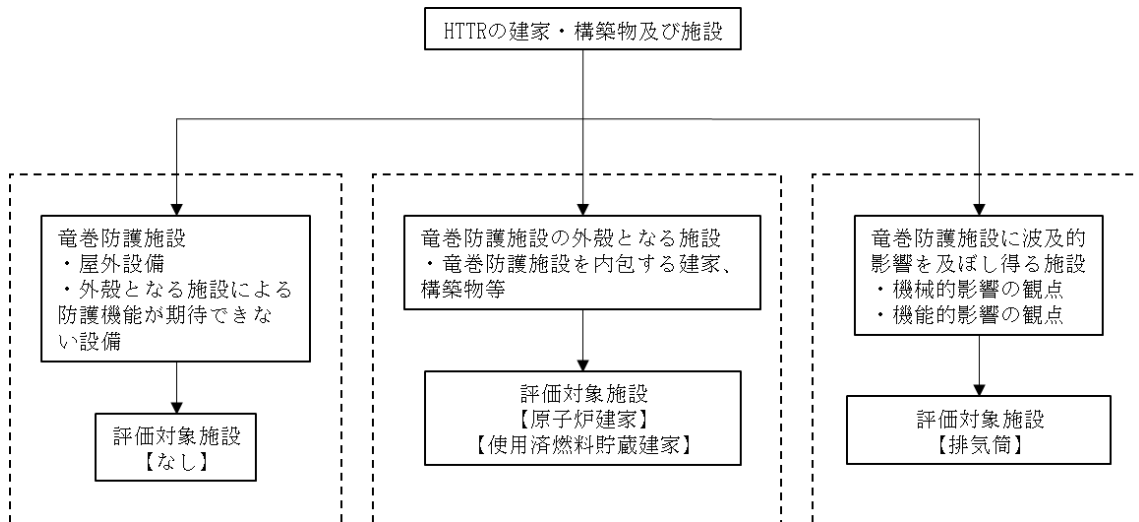 HTTRの建家・構築物及び施設
竜巻防護施設
・屋外設備
・外殻となる施設による
防護機能が期待できな
い設備
評価対象施設
【なし】
竜巻防護施設の外殻となる施設
・竜巻防護施設を内包する建家、
構築物等
評価対象施設
【原子炉建家】
【使用済燃料貯蔵建家】
竜巻防護施設に波及的
影響を及ぼし得る施設
・機械的影響の観点
・機能的影響の観点
評価対象施設
【排気筒】